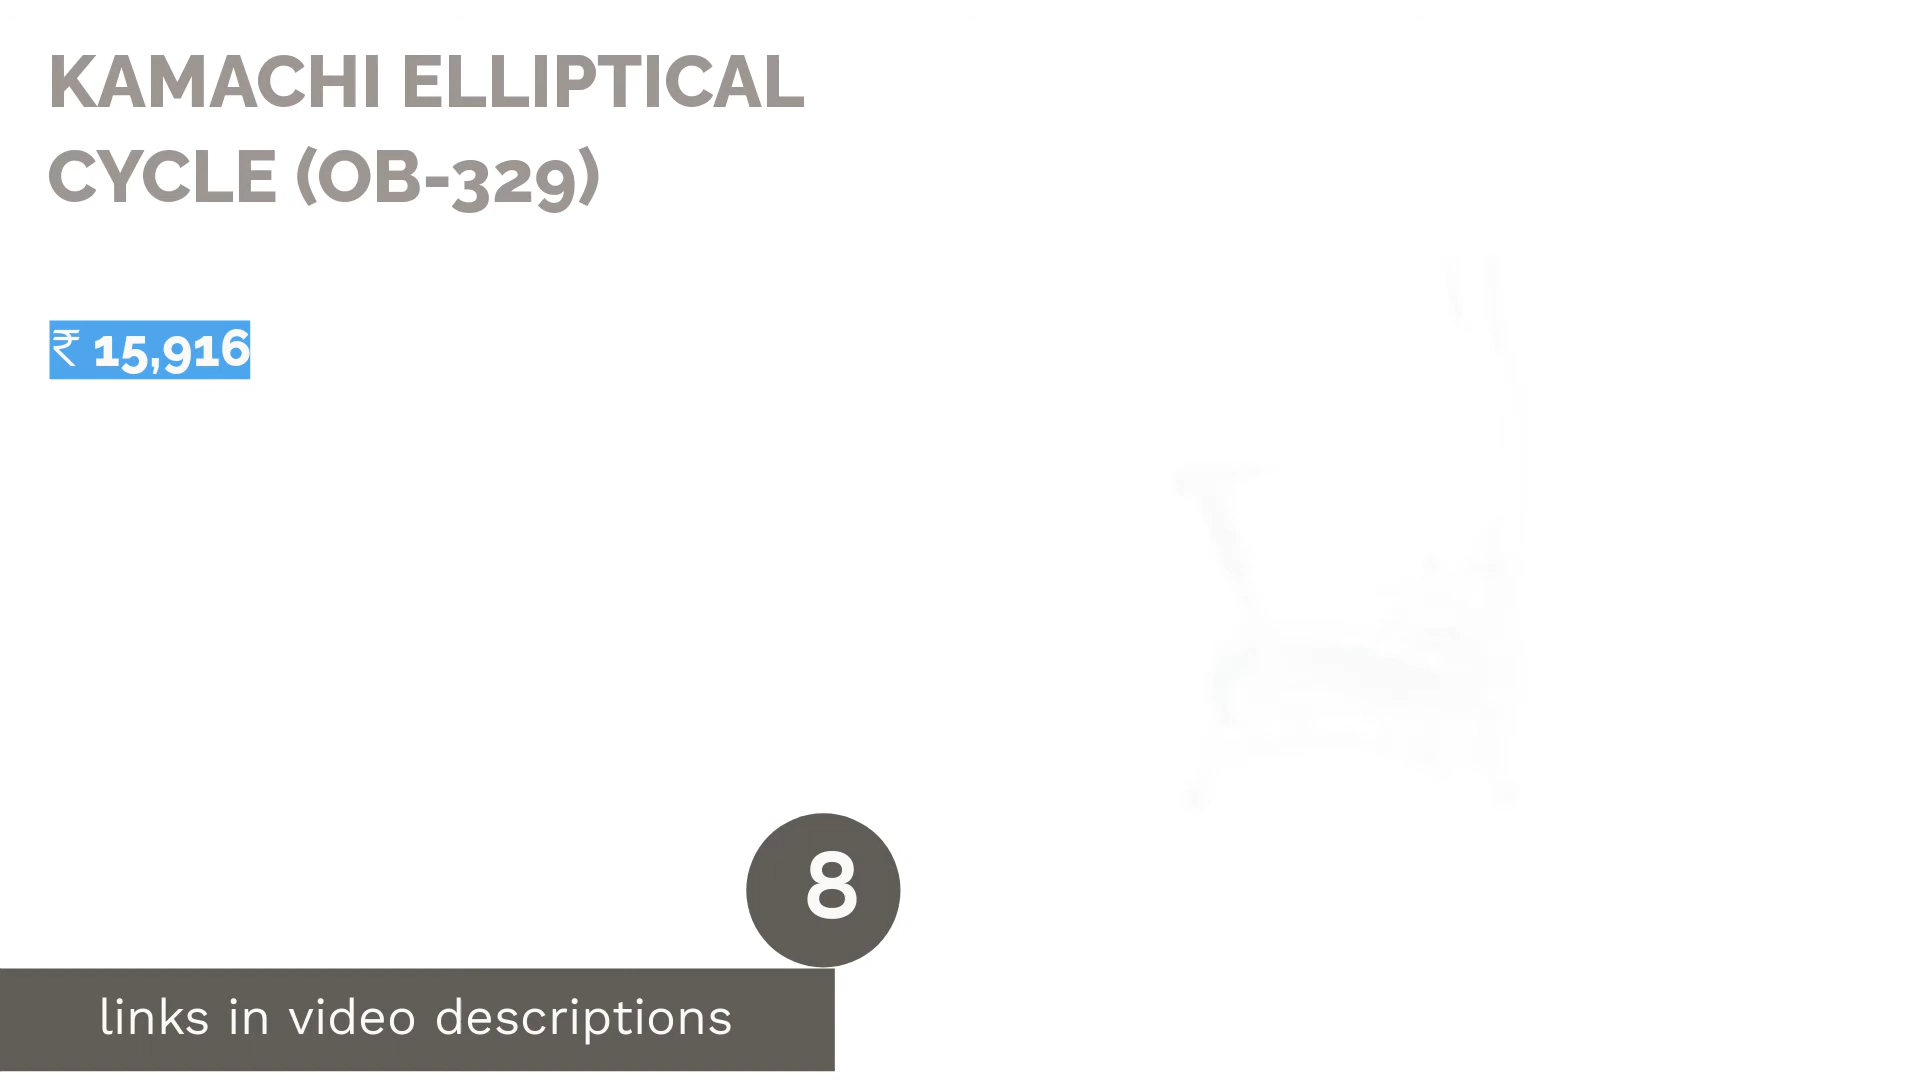 KAMACHI ELLIPTICAL
CYCLE (OB-329)
₹ 15,916
8
links in video descriptions